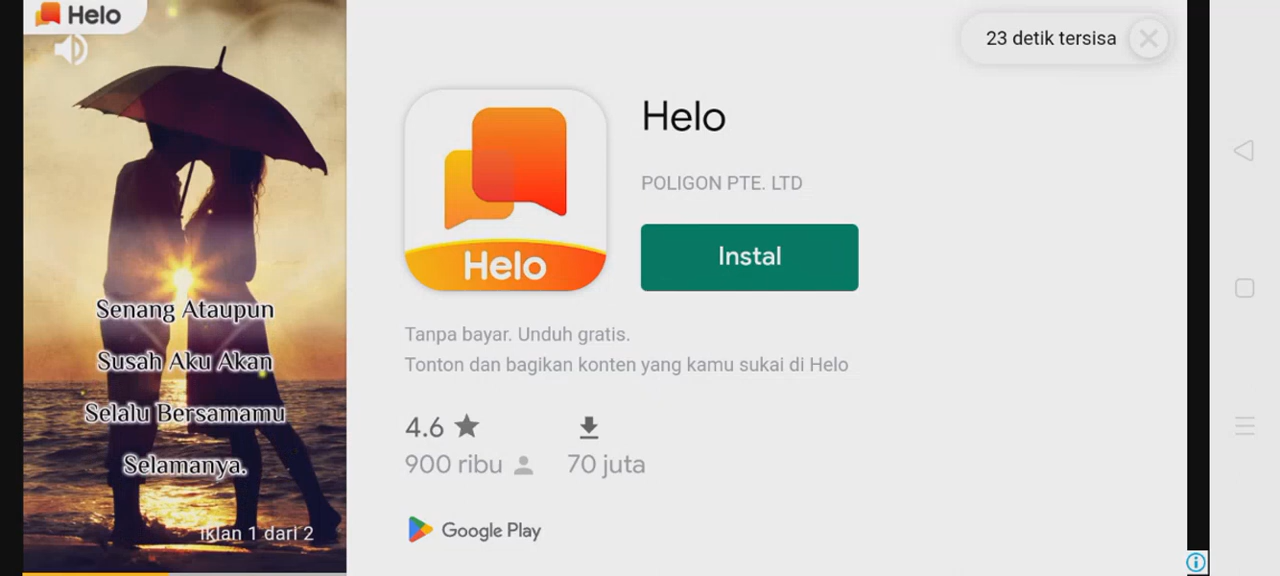 Helo
Senang Ataupun
Susah Aku Akan
Selalu Bersamamu
Selamanya.
Iklan 1 dari 2
23 detik tersisa
Helo
Helo
POLIGON PTE. LTD
Instal
Tanpa bayar. Unduh gratis.
Tonton dan bagikan konten yang kamu sukai di Helo
4.6
900 ribu
70 juta
Google Play